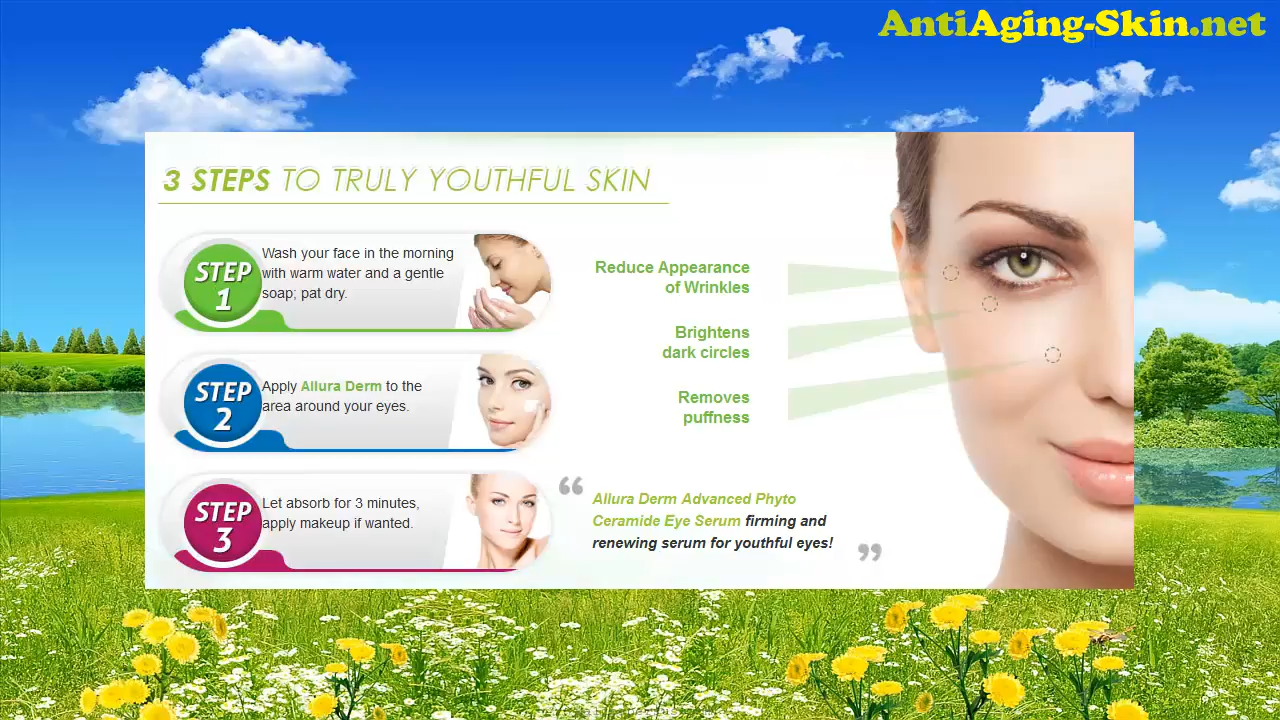 AntiAging-Skin.net
3 STEPS TO TRULY YOUTHFUL SKIN
STEP
1
Wash your face in the morning
with warm water and a gentle
soap; pat dry.
STEP
2
Apply Allura Derm to the
area around your eyes.
STEP
3
Let absorb for 3 minutes,
apply makeup if wanted.
Reduce Appearance
of Wrinkles
Brightens
dark circles
Removes
puffness
“ Allura Derm Advanced Phyto
Ceramide Eye Serum firming and
renewing serum for youthful eyes! ”